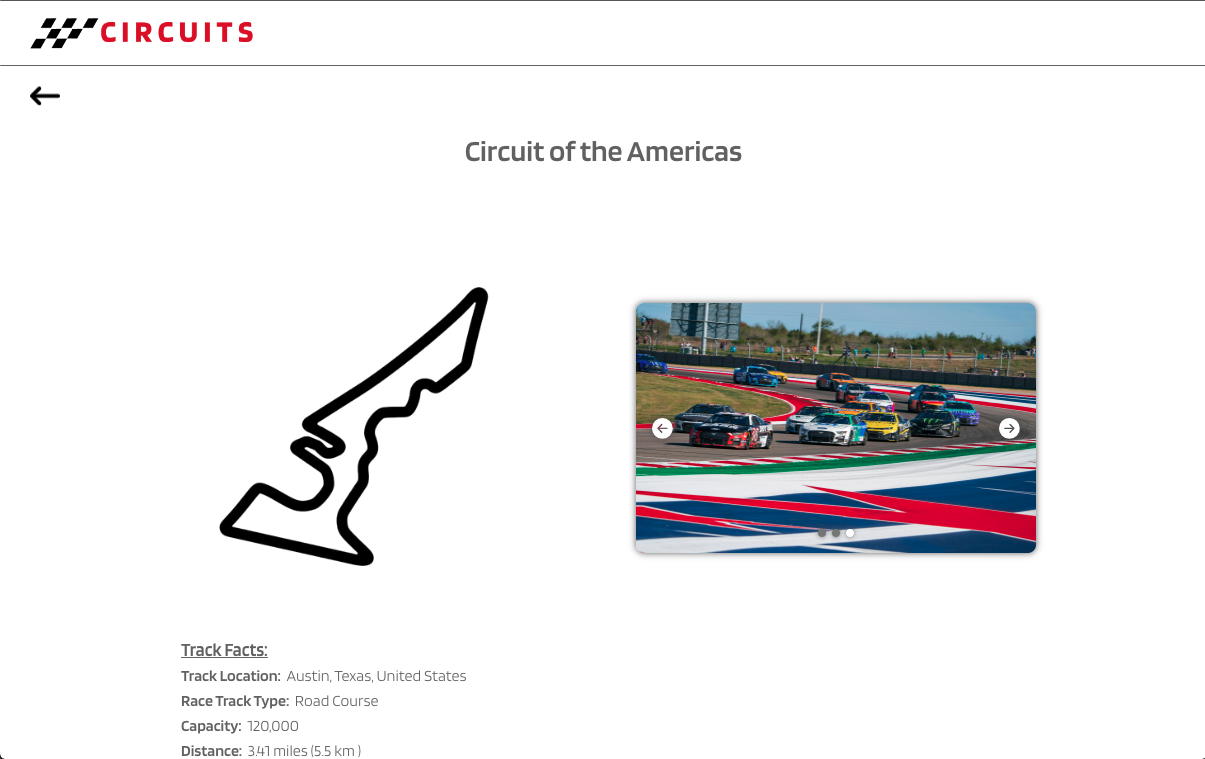 CIRCUITS
Circuit of the Americas
Track Facts:
Track Location: Austin, Texas, United States
Race Track Type: Road Course
Capacity: 120,000
Distance: 3.41 miles (5.5 km )